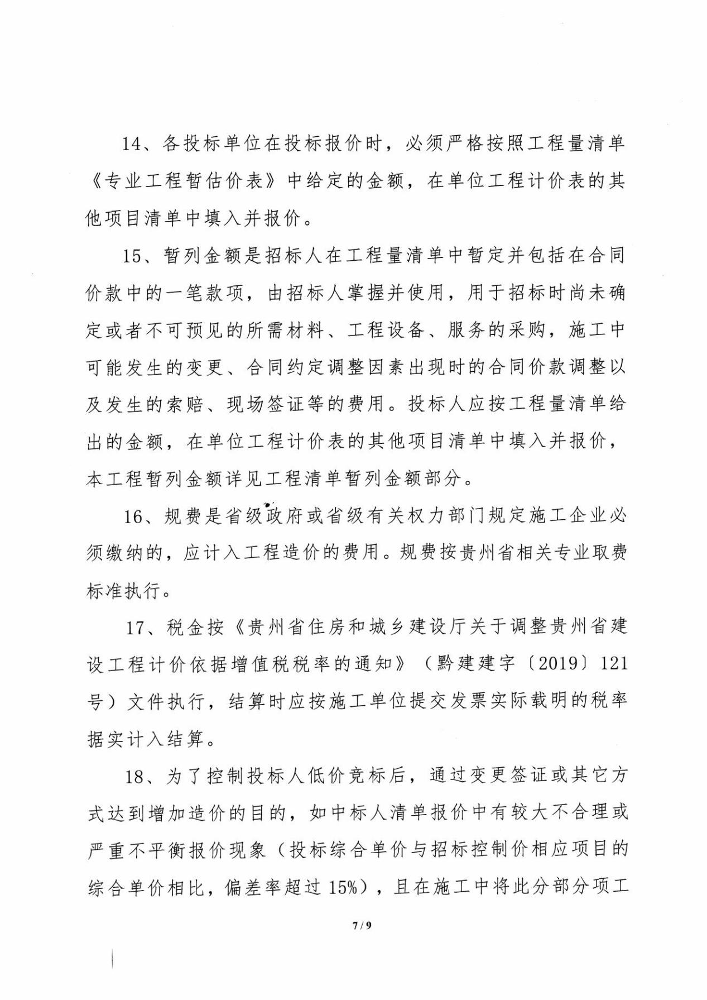 14、各投标单位在投标报价时，必须严格按照工程量清单
《专业工程暂估价表》中给定的金额，在单位工程计价表的其
他项目清单中填入并报价。
15、暂列金额是招标人在工程量清单中暂定并包括在合同
价款中的一笔款项，由招标人掌握并使用，用于招标时尚未确
定或者不可预见的所需材料、工程设备、服务的采购，施工中
可能发生的变更、合同约定调整因素出现时的合同价款调整以
及发生的索赔、现场签证等的费用。投标人应按工程量清单给
出的金额，在单位工程计价表的其他项目清单中填入并报价，
本工程暂列金额详见工程清单暂列金额部分。
16、规费是省级政府或省级有关权力部门规定施工企业必
须缴纳的，应计入工程造价的费用。规费按贵州省相关专业取费
标准执行。
17、税金按《贵州省住房和城乡建设厅关于调整贵州省建
设工程计价依据增值税税率的通知》（黔建建字〔2019〕121
号）文件执行，结算时应按施工单位提交发票实际载明的税率
据实计入结算。
18、为了控制投标人低价竞标后，通过变更签证或其它方
式达到增加造价的目的，如中标人清单报价中有较大不合理或
严重不平衡报价现象（投标综合单价与招标控制价相应项目的
综合单价相比，偏差率超过 15%），且在施工中将此分部分项工
7 / 9